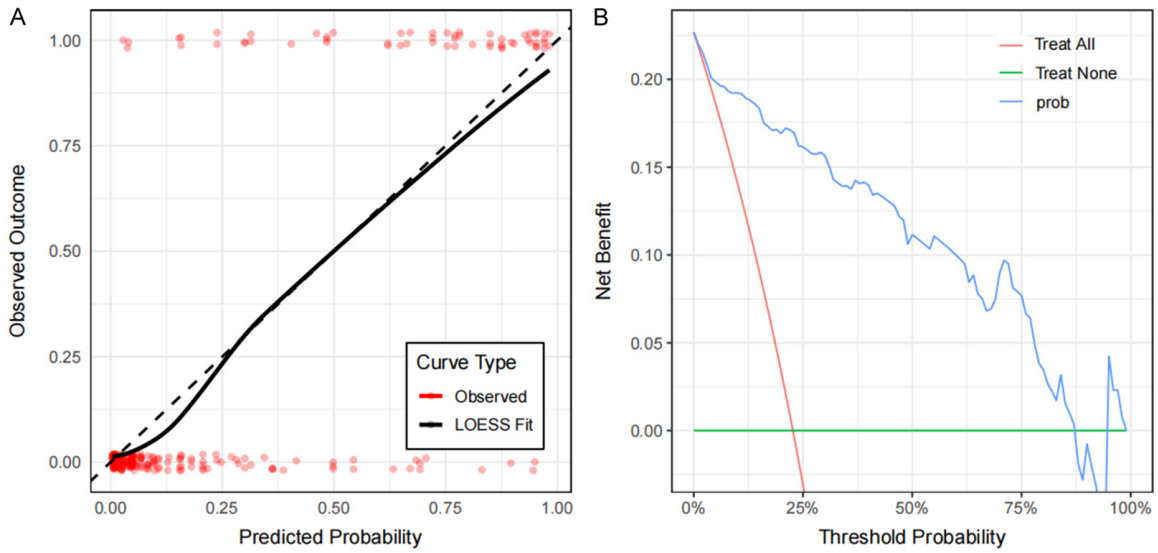 A
1.00
0.75
0.50
0.25
0.00
Observed Outcome
Curve Type
Observed
LOESS Fit
0.00 0.25 0.50 0.75 1.00
Predicted Probability
B
Treat All
Treat None
prob
0.20
0.15
0.10
0.05
0.00
Net Benefit
0% 25% 50% 75% 100%
Threshold Probability